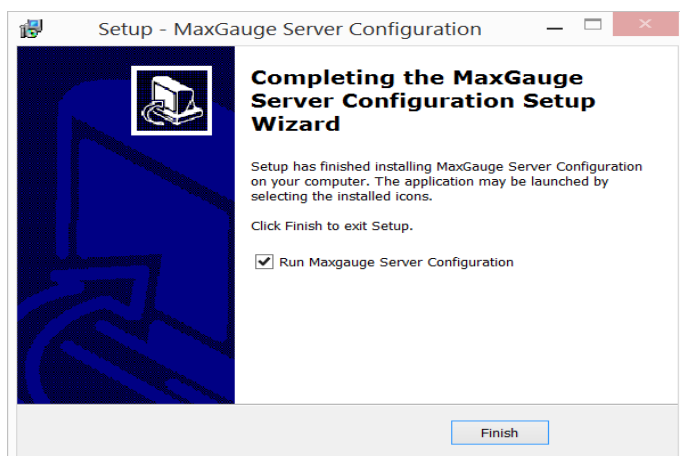 Setup - MaxGauge Server Configuration
Completing the MaxGauge
Server Configuration Setup
Wizard
Setup has finished installing MaxGauge Server Configuration
on your computer. The application may be launched by
selecting the installed icons.
Click Finish to exit Setup.
Run Maxgauge Server Configuration
Finish